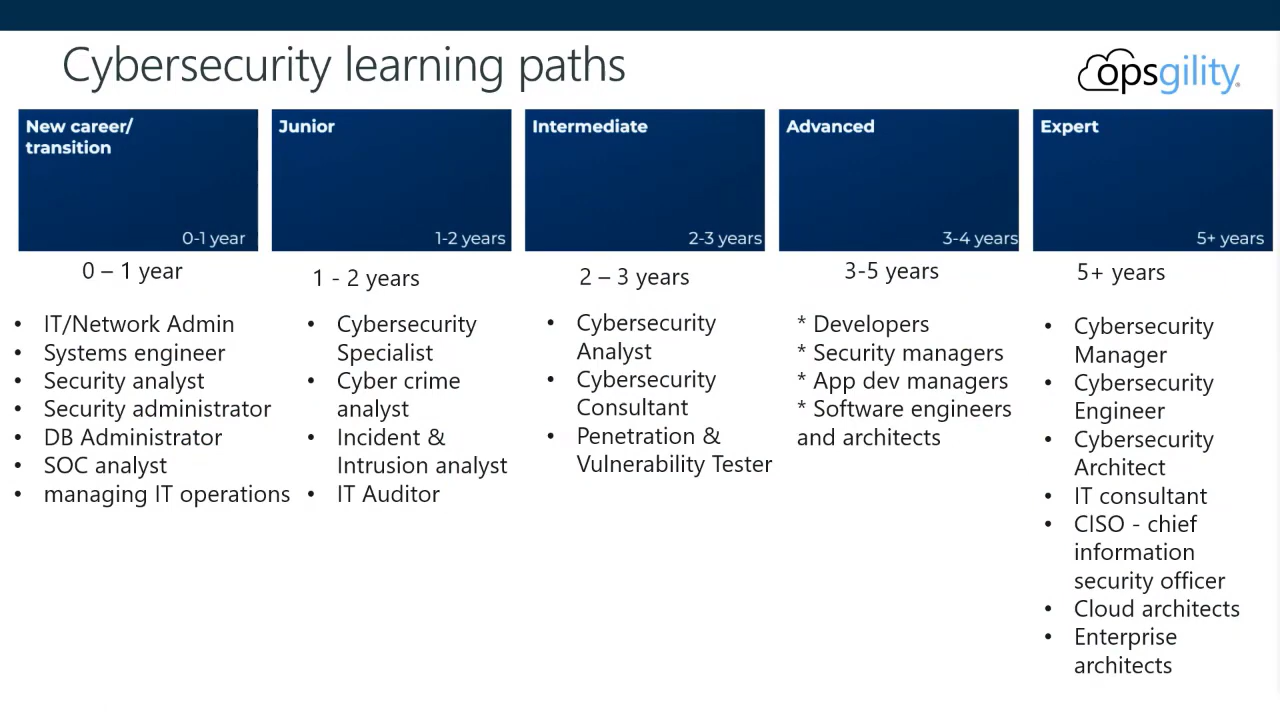 Cybersecurity learning paths
opsgility
New career/
transition
0-1 year
Junior
1-2 years
Intermediate
2-3 years
Advanced
3-4 years
Expert
5+ years
0 – 1 year
• IT/Network Admin
• Systems engineer
• Security analyst
• Security administrator
• DB Administrator
• SOC analyst
• managing IT operations
1 - 2 years
• Cybersecurity
Specialist
• Cyber crime
analyst
• Incident &
Intrusion analyst
• IT Auditor
2 – 3 years
• Cybersecurity
Analyst
• Cybersecurity
Consultant
• Penetration &
Vulnerability Tester
3-5 years
* Developers
* Security managers
* App dev managers
* Software engineers
and architects
5+ years
• Cybersecurity
Manager
• Cybersecurity
Engineer
• Cybersecurity
Architect
• IT consultant
• CISO - chief
information
security officer
• Cloud architects
• Enterprise
architects